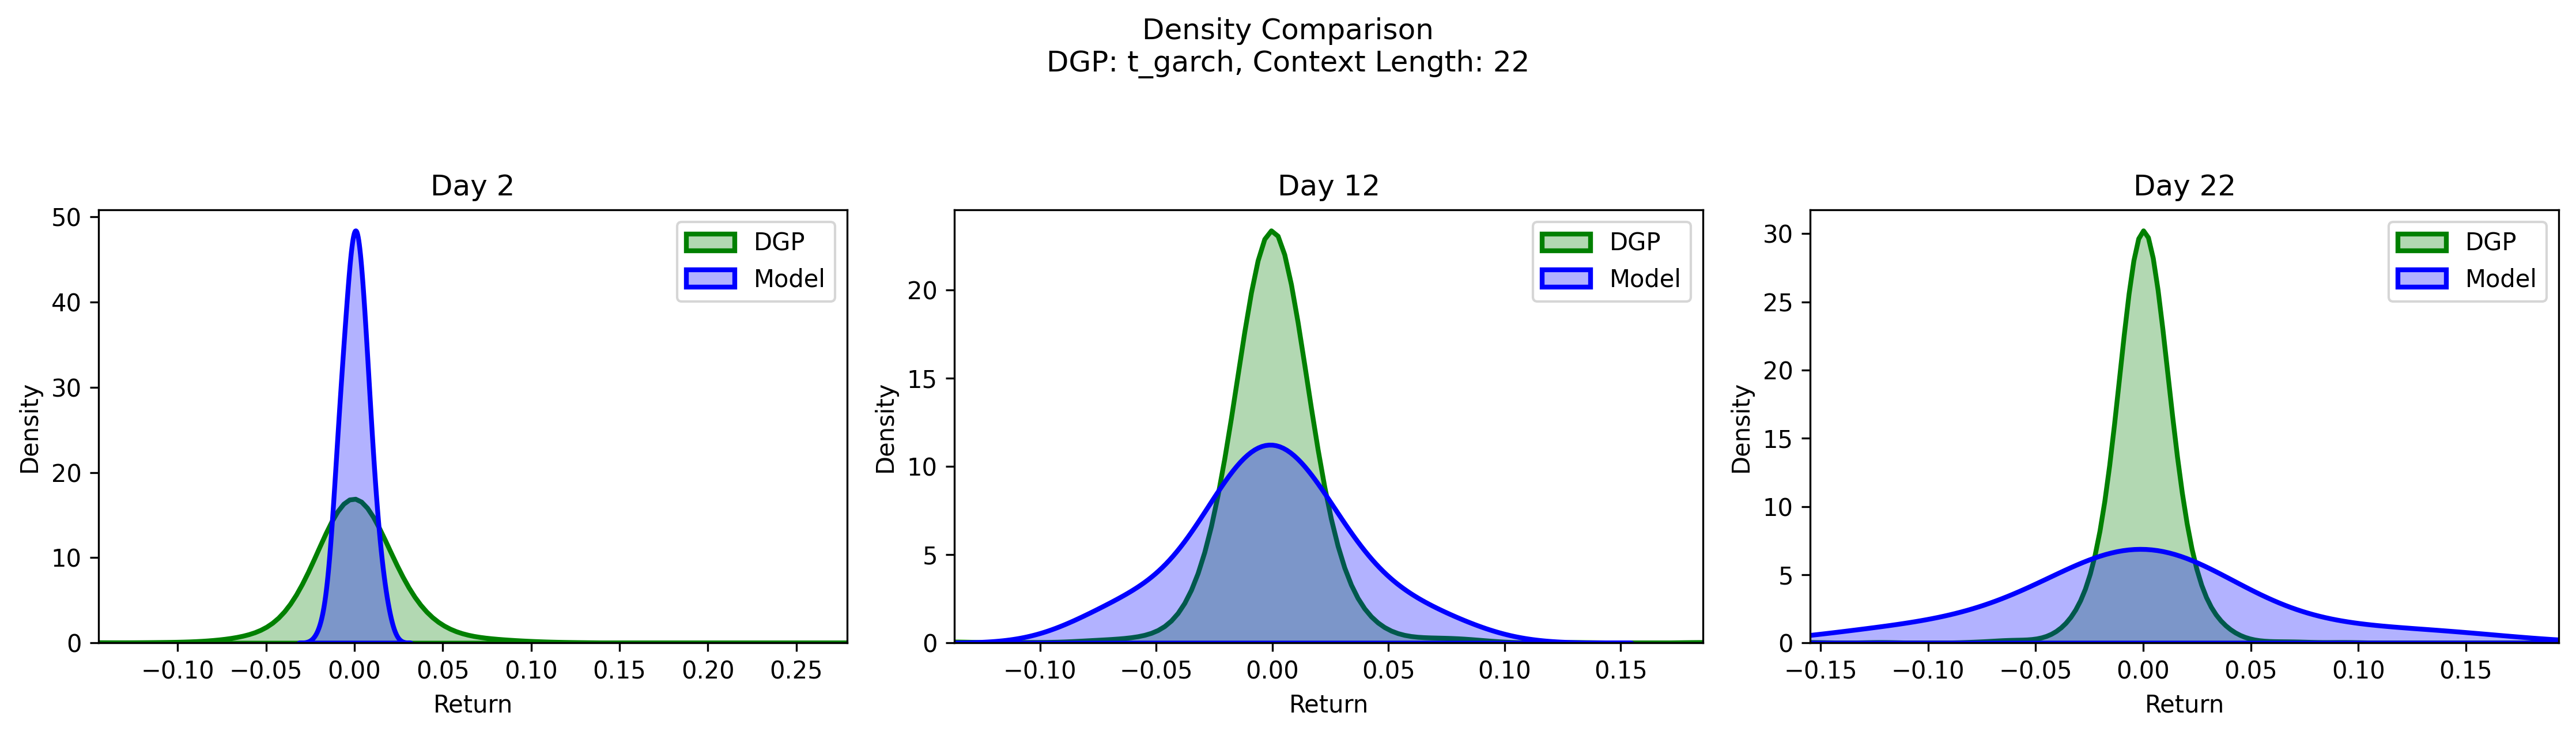 Density Comparison
DGP: t_garch, Context Length: 22
Day 2
50
40
30
20
10
0
Density
−0.10 −0.05 0.00 0.05 0.10 0.15 0.20 0.25
Return
DGP
Model
Day 12
20
15
10
5
0
Density
−0.10 −0.05 0.00 0.05 0.10 0.15
Return
DGP
Model
Day 22
30
25
20
15
10
5
0
Density
−0.15 −0.10 −0.05 0.00 0.05 0.10 0.15
Return
DGP
Model